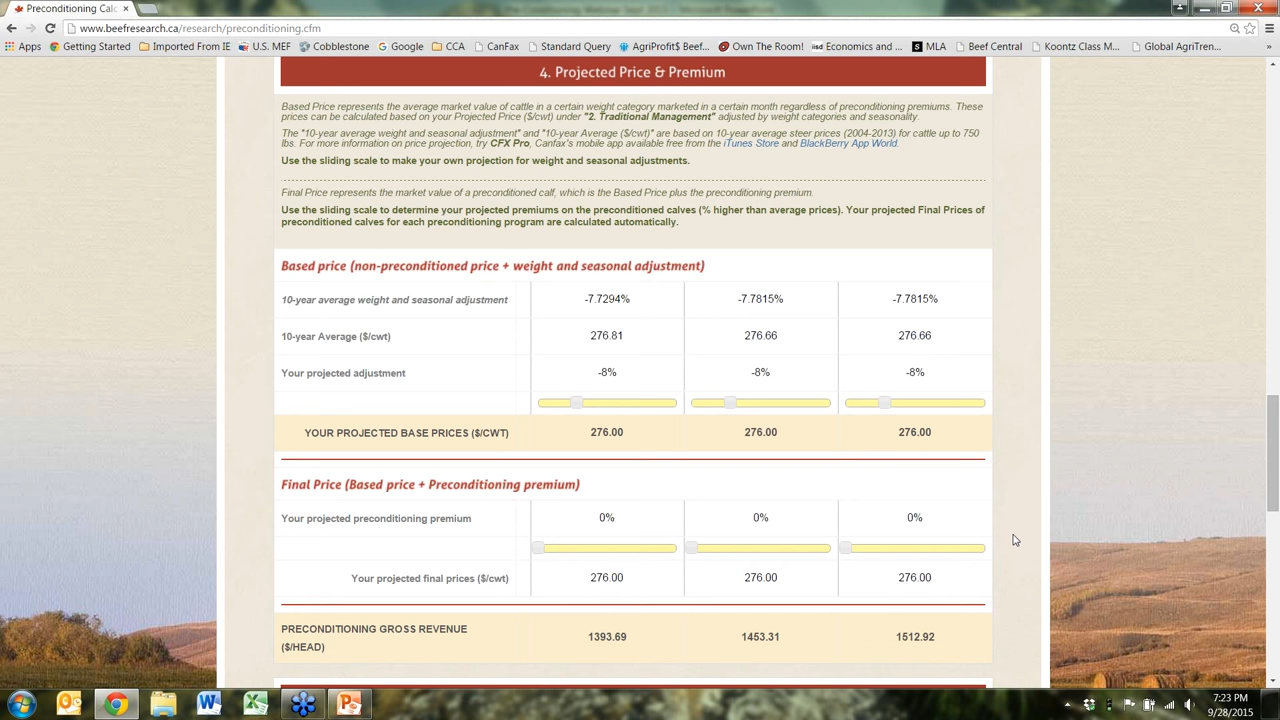 Preconditioning Calc
www.beefresearch.ca/research/preconditioning.cfm
Apps Getting Started Imported From IE U.S. MEF Cobblestone Google CCA CanFax Standard Query AgriProfit$ Beef... Own The Room! iisd Economics and ... MLA Beef Central Koontz Class M... Global AgriTren...
4. Projected Price & Premium
Based Price represents the average market value of cattle in a certain weight category marketed in a certain month regardless of preconditioning premiums. These
prices can be calculated based on your Projected Price ($/cwt) under "2. Traditional Management" adjusted by weight categories and seasonality.
The "10-year average weight and seasonal adjustment" and "10-year Average ($/cwt)" are based on 10-year average steer prices (2004-2013) for cattle up to 750
lbs. For more information on price projection, try CFX Pro, Canfax's mobile app available free from the iTunes Store and BlackBerry App World.
Use the sliding scale to make your own projection for weight and seasonal adjustments.
Final Price represents the market value of a preconditioned calf, which is the Based Price plus the preconditioning premium.
Use the sliding scale to determine your projected premiums on the preconditioned calves (% higher than average prices). Your projected Final Prices of
preconditioned calves for each preconditioning program are calculated automatically.
Based price (non-preconditioned price + weight and seasonal adjustment)
10-year average weight and seasonal adjustment -7.7294% -7.7815% -7.7815%
10-year Average ($/cwt) 276.81 276.66 276.66
Your projected adjustment -8% -8% -8%
YOUR PROJECTED BASE PRICES ($/CWT) 276.00 276.00 276.00
Final Price (Based price + Preconditioning premium)
Your projected preconditioning premium 0% 0% 0%
Your projected final prices ($/cwt) 276.00 276.00 276.00
PRECONDITIONING GROSS REVENUE
($/HEAD) 1393.69 1453.31 1512.92
7:23 PM
9/28/2015